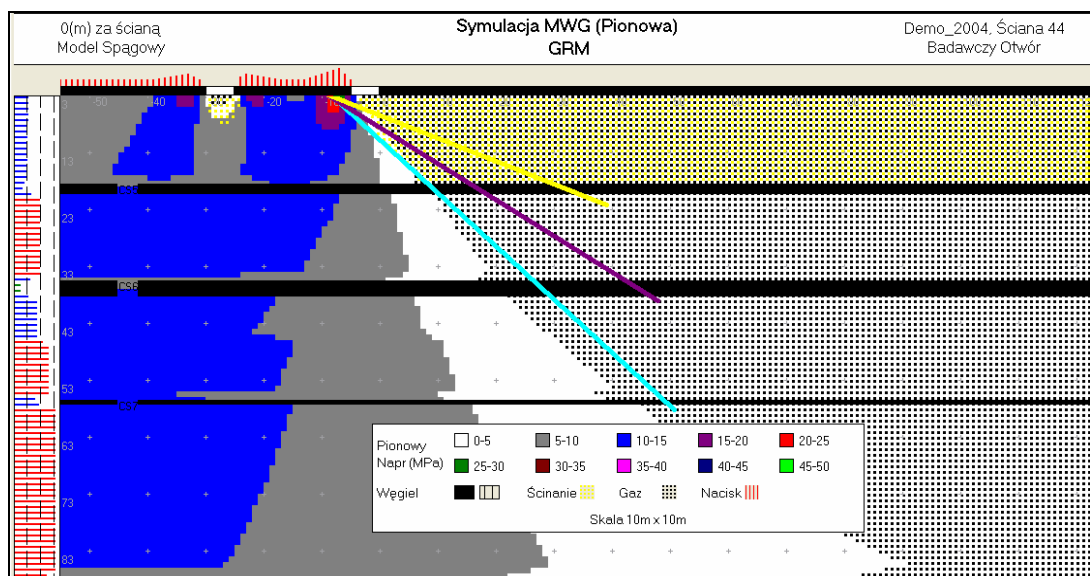 0(m) za ścianą
Model Spągowy
Symulacja MWG (Pionowa)
GRM
Demo_2004, Ściana 44
Badawczy Otwór
3 -50 -40 -20 -10
13
CS5
23
33
CS6
43
53
CS7
63
73
83
Pionowy
Napr (MPa)
0-5 5-10 10-15 15-20 20-25
25-30 30-35 35-40 40-45 45-50
Węgiel Ścinanie Gaz Nacisk
Skala 10m x 10m